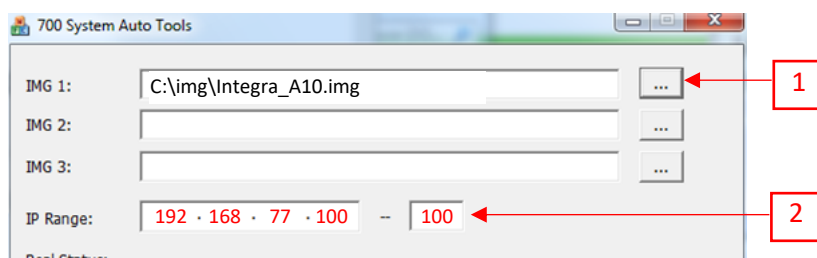 700 System Auto Tools
IMG 1: C:\img\Integra_A10.img ... 1
IMG 2: ...
IMG 3: ...
IP Range: 192 . 168 . 77 . 100 -- 100 2